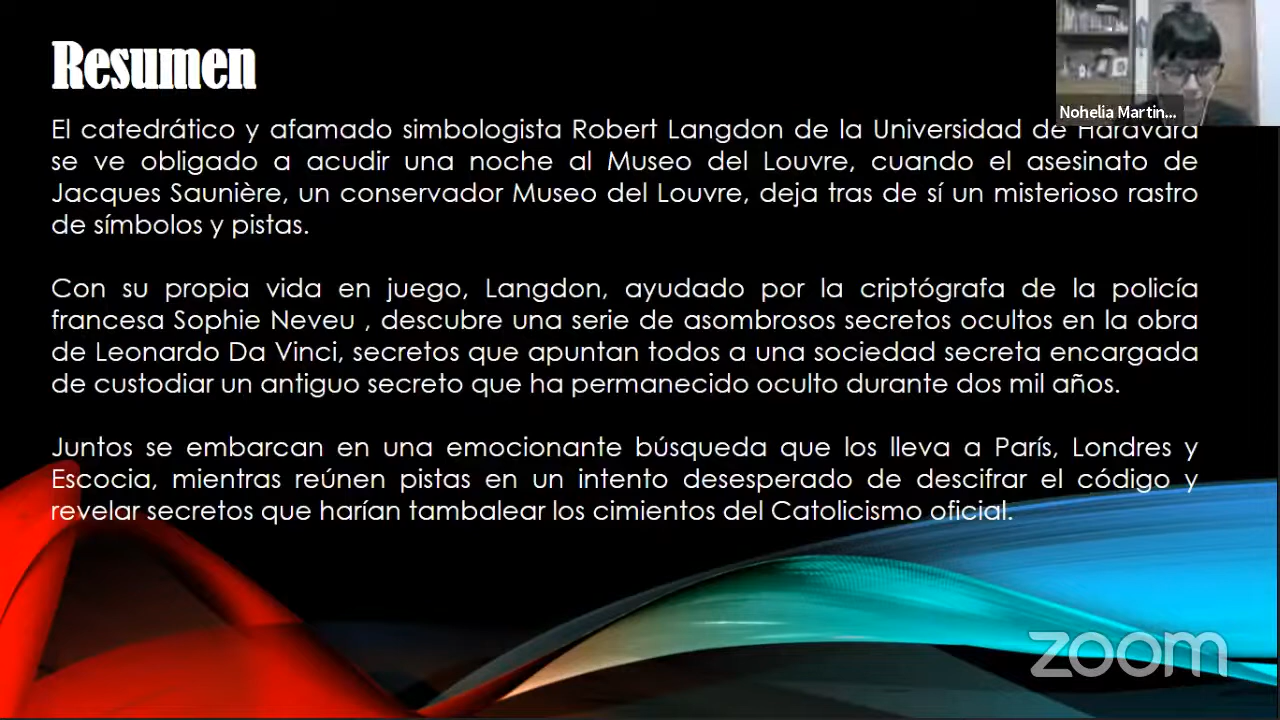 Resumen
Nohelia Martin...
El catedrático y afamado simbologista Robert Langdon de la Universidad de Haravard
se ve obligado a acudir una noche al Museo del Louvre, cuando el asesinato de
Jacques Saunière, un conservador Museo del Louvre, deja tras de sí un misterioso rastro
de símbolos y pistas.
Con su propia vida en juego, Langdon, ayudado por la criptógrafa de la policía
francesa Sophie Neveu , descubre una serie de asombrosos secretos ocultos en la obra
de Leonardo Da Vinci, secretos que apuntan todos a una sociedad secreta encargada
de custodiar un antiguo secreto que ha permanecido oculto durante dos mil años.
Juntos se embarcan en una emocionante búsqueda que los lleva a París, Londres y
Escocia, mientras reúnen pistas en un intento desesperado de descifrar el código y
revelar secretos que harían tambalear los cimientos del Catolicismo oficial.
zoom